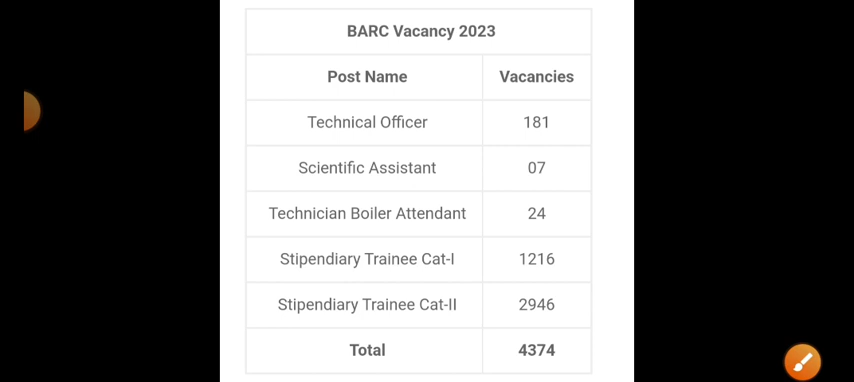 BARC Vacancy 2023
Post Name Vacancies
Technical Officer 181
Scientific Assistant 07
Technician Boiler Attendant 24
Stipendiary Trainee Cat-I 1216
Stipendiary Trainee Cat-II 2946
Total 4374